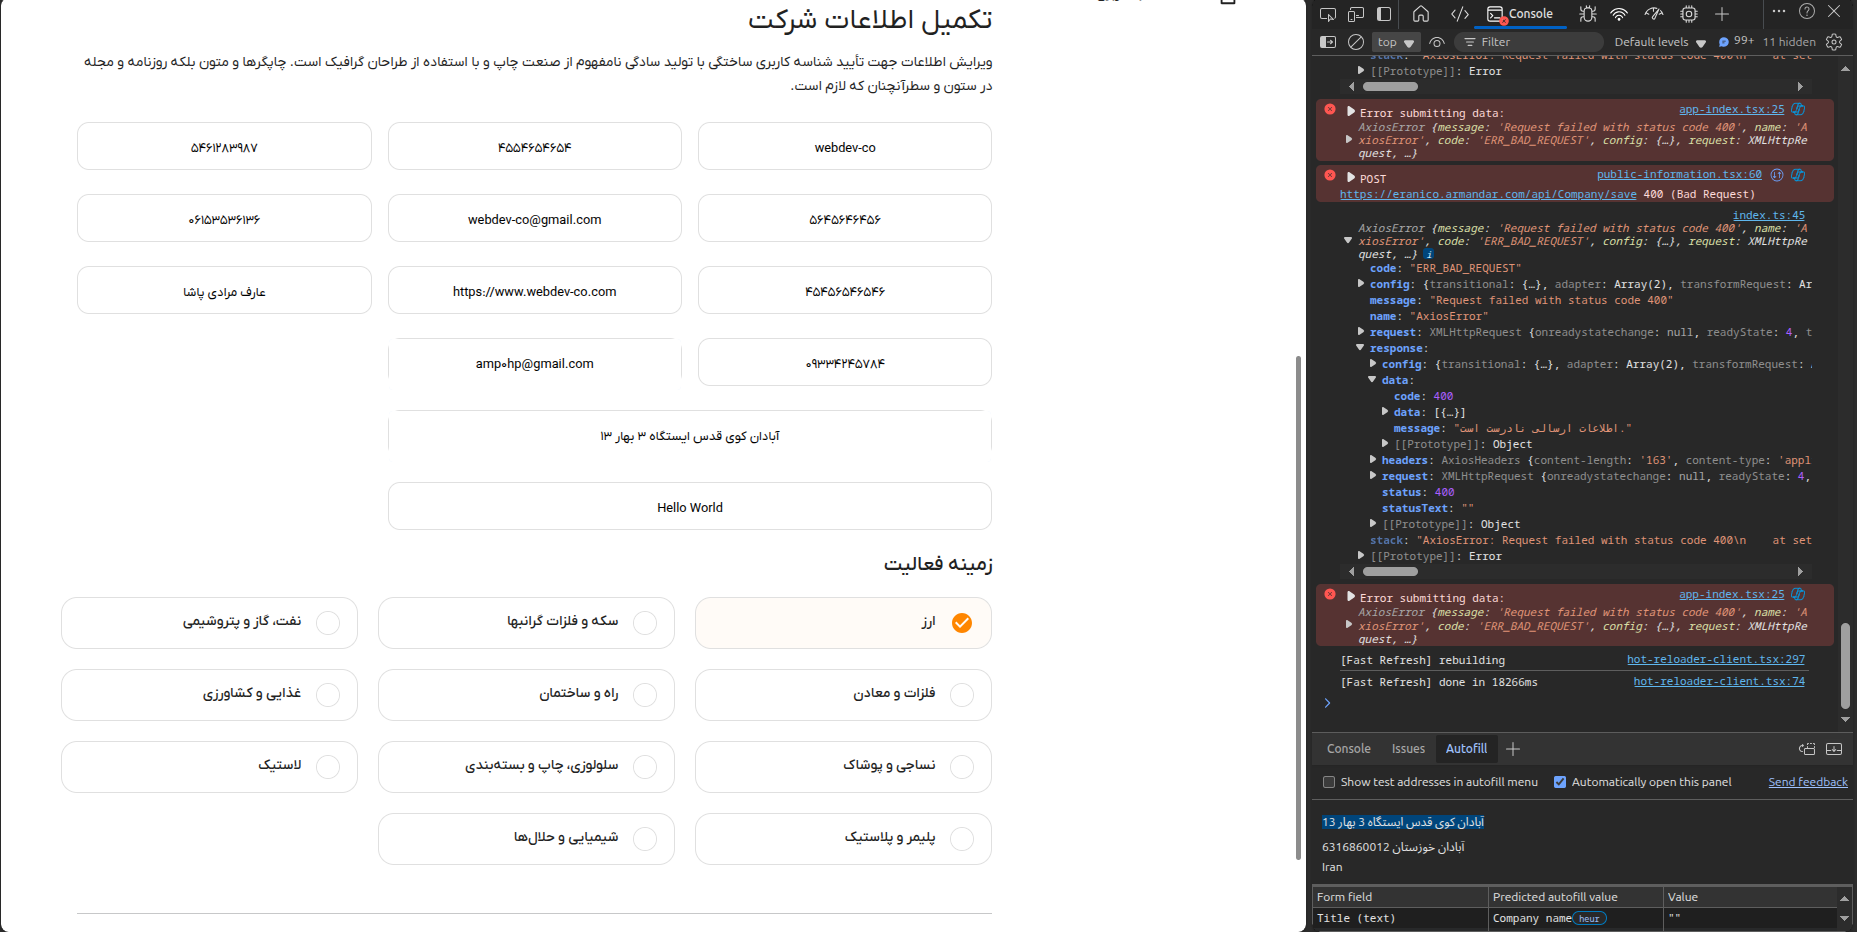 تکمیل اطلاعات شرکت
ویرایش اطلاعات جهت تأیید شناسه کاربری ساختگی با تولید سادگی نامفهوم از صنعت چاپ و با استفاده از طراحان گرافیک است. چاپگرها و متون بلکه روزنامه و مجله
در ستون و سطرآنچنان که لازم است.
webdev-co
۴۵۵۴۶۵۴۶۵۴
۵۴۶۱۲۸۳۹۸۷
۵۶۴۵۶۴۶۴۵۶
webdev-co@gmail.com
۰۶۱۵۳۵۳۶۱۳۶
۴۵۴۵۶۵۴۶۵۴۶
https://www.webdev-co.com
عارف مرادی پاشا
۰۹۳۳۴۲۴۵۷۸۴
amp۰hp@gmail.com
آبادان کوی قدس ایستگاه ۳ بهار ۱۳
Hello World
زمینه فعالیت
ارز
سکه و فلزات گرانبها
نفت، گاز و پتروشیمی
فلزات و معادن
راه و ساختمان
غذایی و کشاورزی
نساجی و پوشاک
سلولوزی، چاپ و بسته‌بندی
لاستیک
پلیمر و پلاستیک
شیمیایی و حلال‌ها
Console
top
Filter
Default levels
99+
11 hidden
[[Prototype]]: Error
Error submitting data: app-index.tsx:25
AxiosError {message: 'Request failed with status code 400', name: 'A
xiosError', code: 'ERR_BAD_REQUEST', config: {…}, request: XMLHttpRe
quest, …}
POST public-information.tsx:60
https://eranico.armandar.com/api/Company/save 400 (Bad Request)
index.ts:45
AxiosError {message: 'Request failed with status code 400', name: 'A
xiosError', code: 'ERR_BAD_REQUEST', config: {…}, request: XMLHttpRe
quest, …} i
code: "ERR_BAD_REQUEST"
config: {transitional: {…}, adapter: Array(2), transformRequest: Ar
message: "Request failed with status code 400"
name: "AxiosError"
request: XMLHttpRequest {onreadystatechange: null, readyState: 4, t
response:
config: {transitional: {…}, adapter: Array(2), transformRequest:
data:
code: 400
data: [{…}]
message: "اطلاعات ارسالی نادرست است."
[[Prototype]]: Object
headers: AxiosHeaders {content-length: '163', content-type: 'appl
request: XMLHttpRequest {onreadystatechange: null, readyState: 4,
status: 400
statusText: ""
[[Prototype]]: Object
stack: "AxiosError: Request failed with status code 400\n at set
[[Prototype]]: Error
Error submitting data: app-index.tsx:25
AxiosError {message: 'Request failed with status code 400', name: 'A
xiosError', code: 'ERR_BAD_REQUEST', config: {…}, request: XMLHttpRe
quest, …}
[Fast Refresh] rebuilding hot-reloader-client.tsx:297
[Fast Refresh] done in 18266ms hot-reloader-client.tsx:74
Console Issues Autofill
Show test addresses in autofill menu Automatically open this panel Send feedback
آبادان کوی قدس ایستگاه 3 بهار 13
آبادان خوزستان 6316860012
Iran
Form field Predicted autofill value Value
Title (text) Company name heur ""